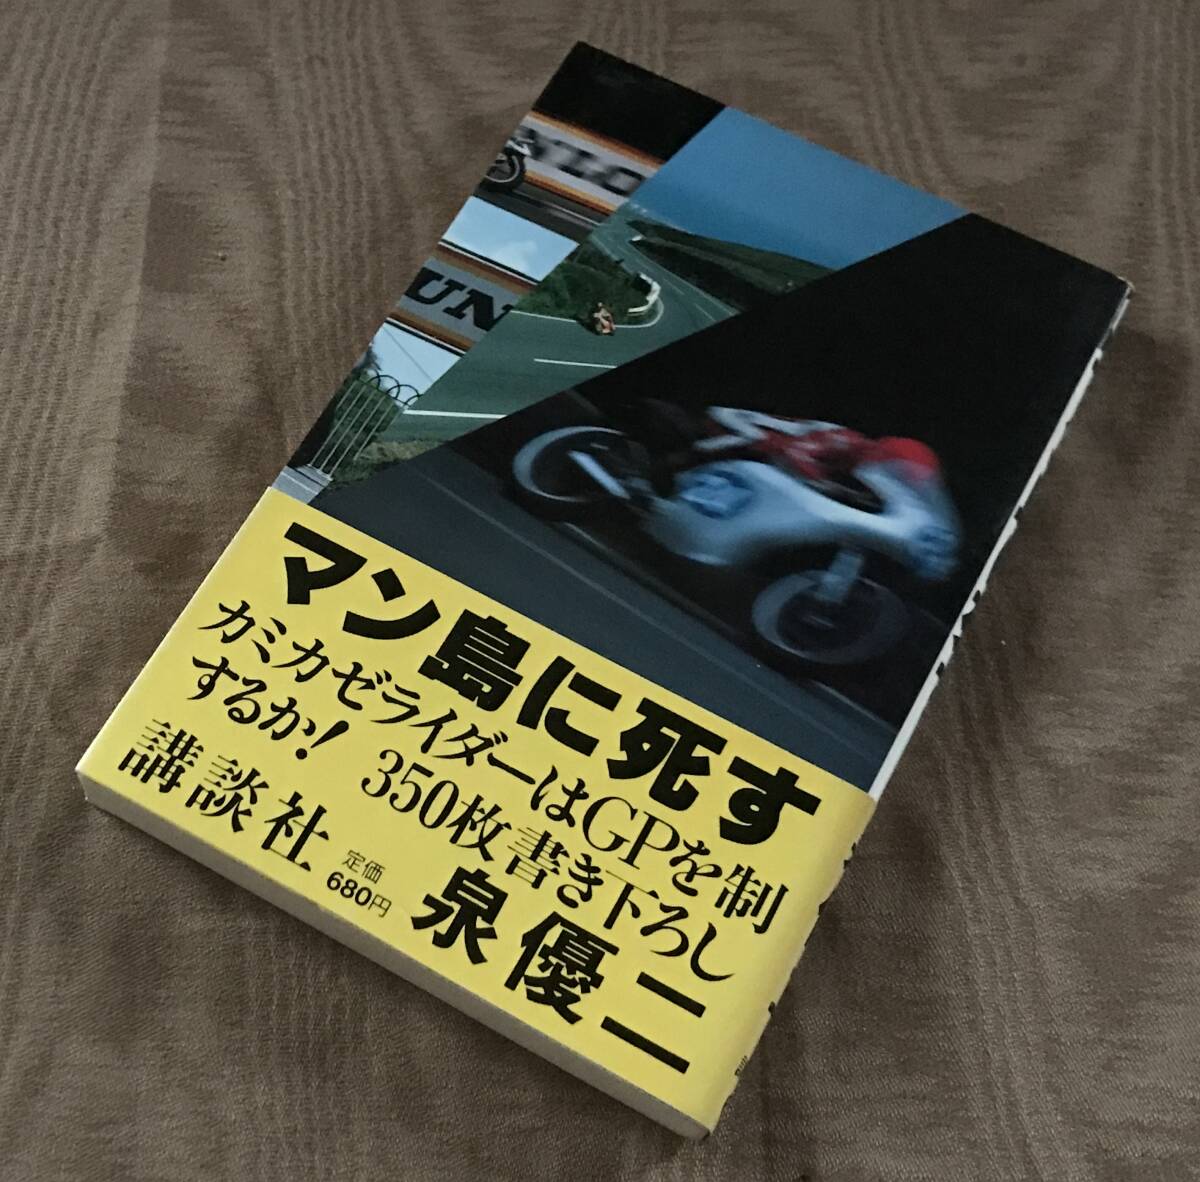 NLO
UN
マン島に死す
カミカゼライダーはGPを制
するか! 350枚書き下ろし
講談社 定価
680円 泉優二